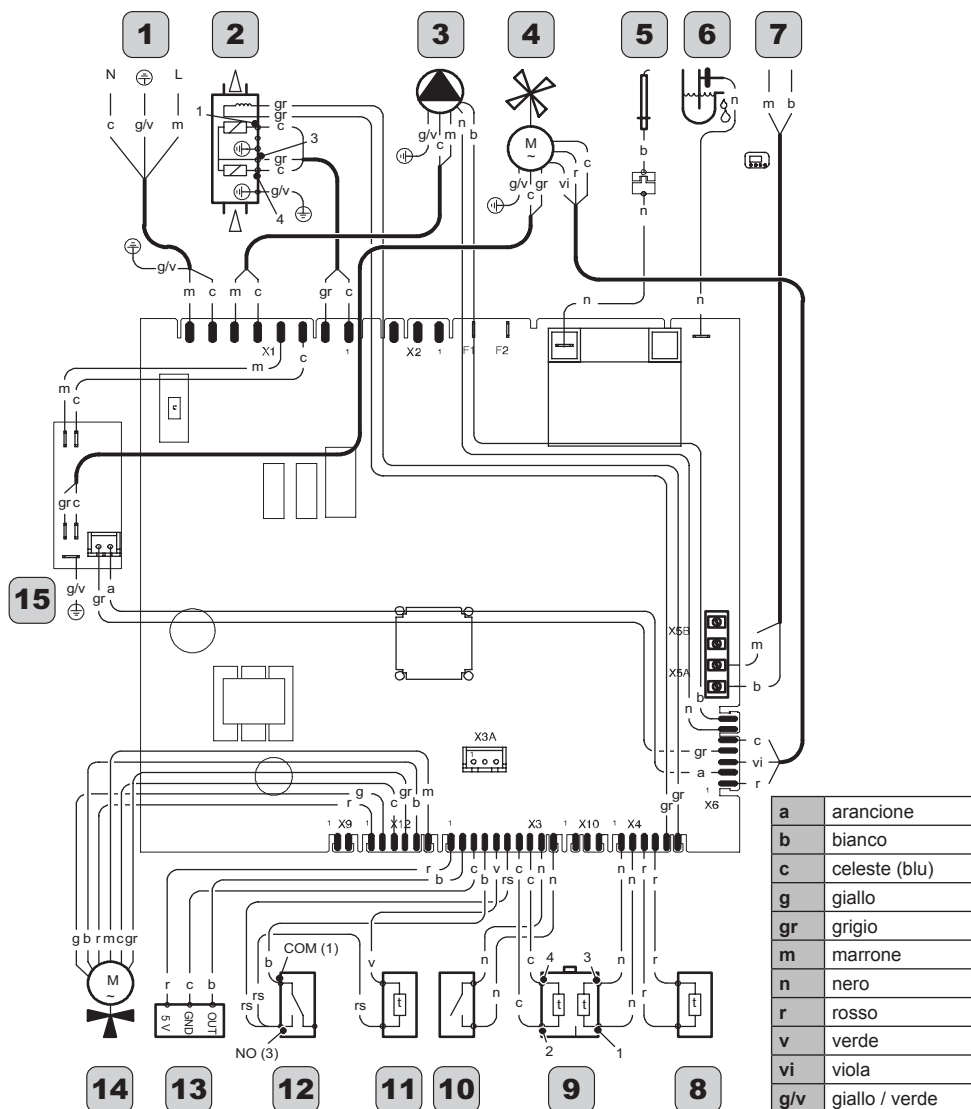 1 2 3 4 5 6 7
N L
c g/v m
g/v
m c
1 gr gr c 3 gr c g/v 4
m c gr c
g/v c m n b
M ~
g/v c gr vi r c
b
n
n
n
n
m b
X1 1 X2 1 F1 F2
m c
m c
gr c
g/v gr a
15
X5B
X5A
m
b
b
n
c
gr
vi
a
r
1
X6
X3A
1
gr gr
g r c gr b m
1 X9 1 X12 1 X3 X10 1 X4
r b c b v rs c c n n
n n r r
g b r m c gr
M ~
r c b
5 V GND OUT
b COM (1)
rs rs
NO (3)
v
rs
t
n
n
c c 4 3
t t
2 1
n n
r r
t
14 13 12 11 10 9 8
a arancione
b bianco
c celeste (blu)
g giallo
gr grigio
m marrone
n nero
r rosso
v verde
vi viola
g/v giallo / verde